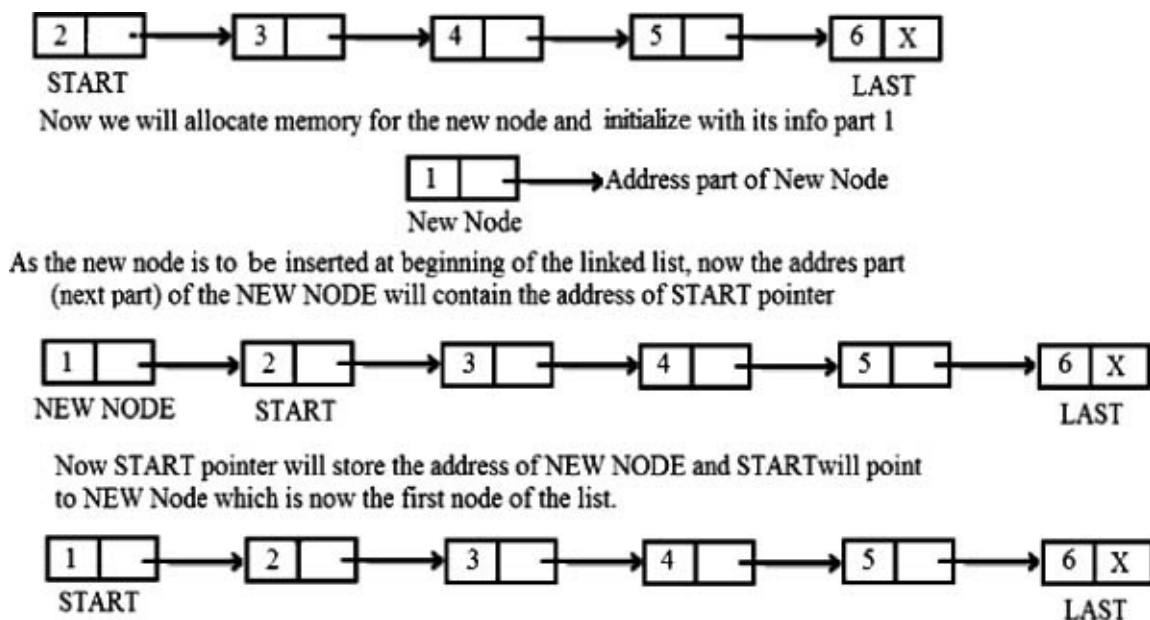 2 3 4 5 6 X
START LAST
Now we will allocate memory for the new node and initialize with its info part 1
1 Address part of New Node
New Node
As the new node is to be inserted at beginning of the linked list, now the addres part
(next part) of the NEW NODE will contain the address of START pointer
1 2 3 4 5 6 X
NEW NODE START LAST
Now START pointer will store the address of NEW NODE and START will point
to NEW Node which is now the first node of the list.
1 2 3 4 5 6 X
START LAST